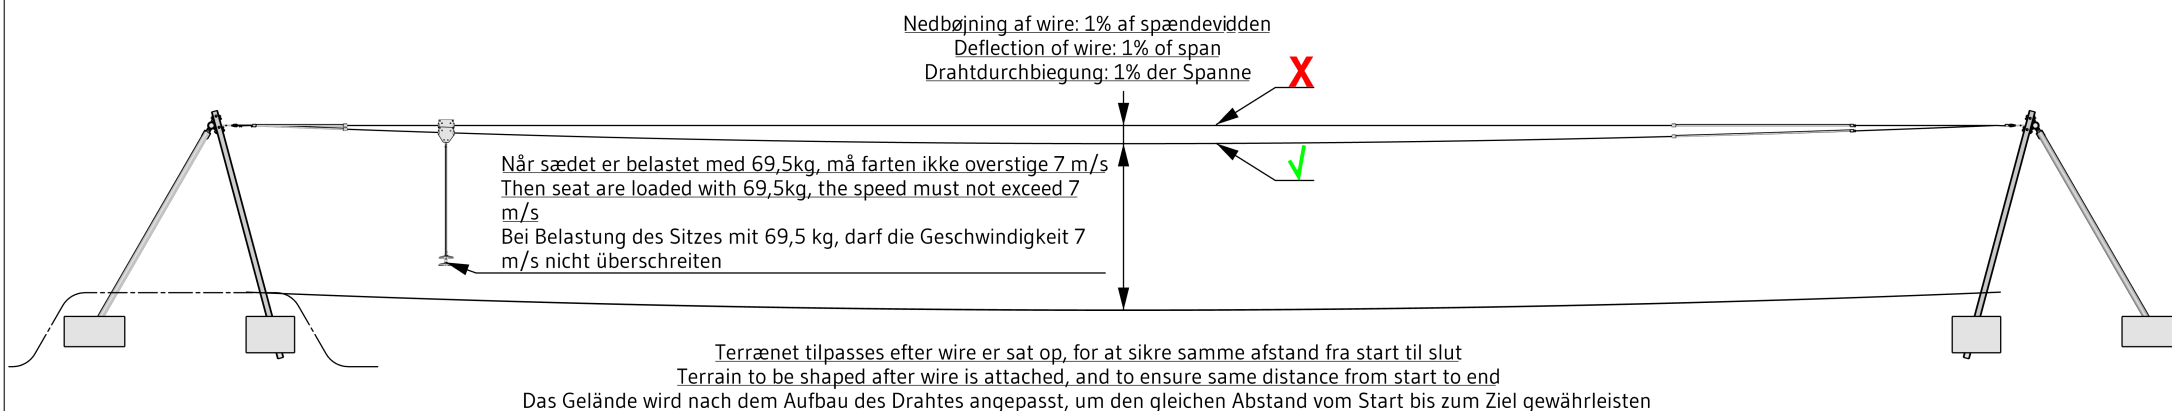 Nedbøjning af wire: 1% af spændevidden
Deflection of wire: 1% of span
Drahtdurchbiegung: 1% der Spanne
X
Når sædet er belastet med 69,5kg, må farten ikke overstige 7 m/s
Then seat are loaded with 69,5kg, the speed must not exceed 7
m/s
Bei Belastung des Sitzes mit 69,5 kg, darf die Geschwindigkeit 7
m/s nicht überschreiten
Terrænet tilpasses efter wire er sat op, for at sikre samme afstand fra start til slut
Terrain to be shaped after wire is attached, and to ensure same distance from start to end
Das Gelände wird nach dem Aufbau des Drahtes angepasst, um den gleichen Abstand vom Start bis zum Ziel gewährleisten